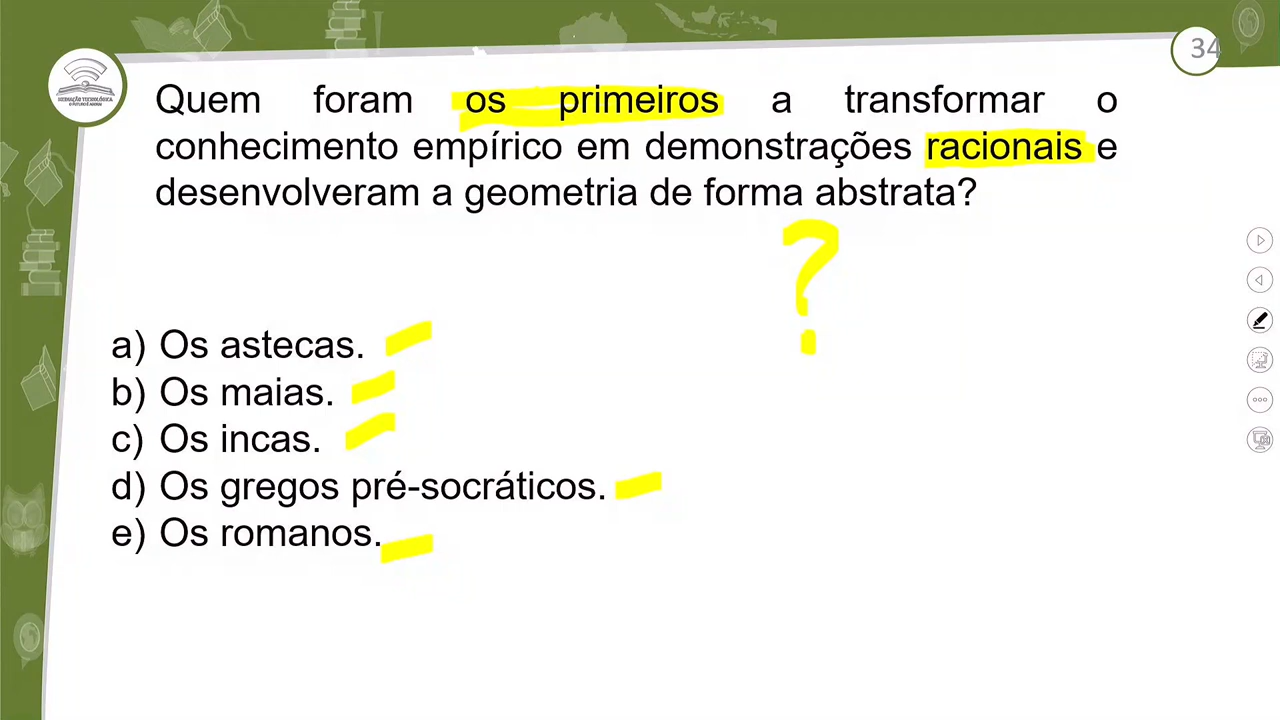 34
Quem foram os primeiros a transformar o
conhecimento empírico em demonstrações racionais e
desenvolveram a geometria de forma abstrata?
?
a) Os astecas.
b) Os maias.
c) Os incas.
d) Os gregos pré-socráticos.
e) Os romanos.